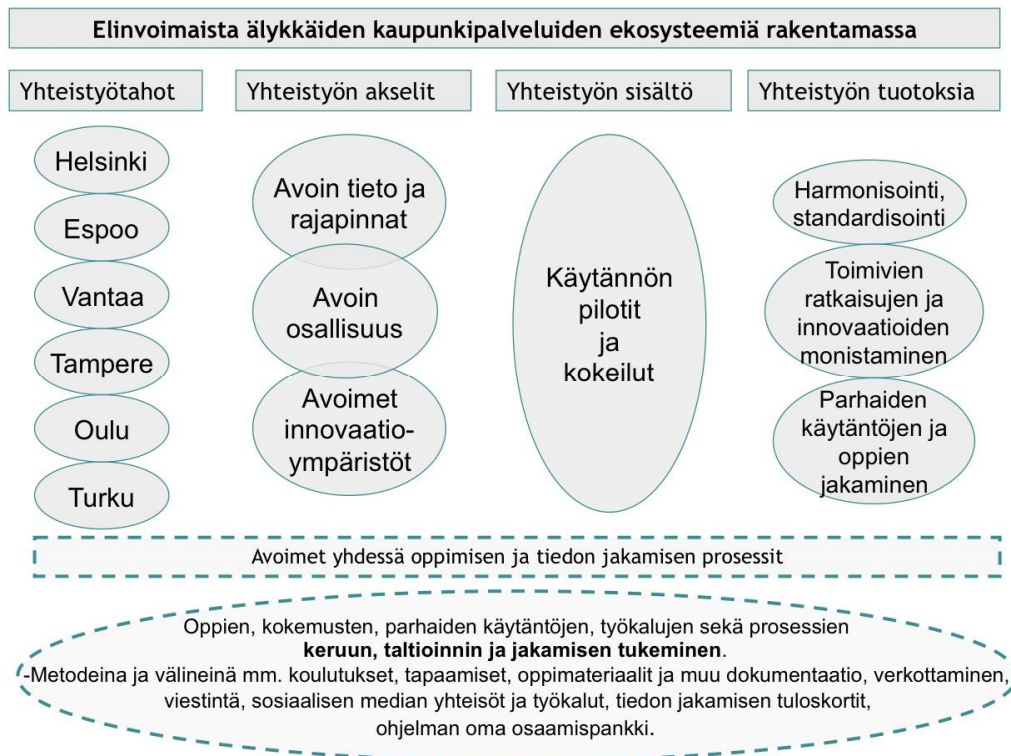 Elinvoimaista älykkäiden kaupunkipalveluiden ekosysteemiä rakentamassa
Yhteistyötahot
Helsinki
Espoo
Vantaa
Tampere
Oulu
Turku
Yhteistyön akselit
Avoin tieto ja
rajapinnat
Avoin
osallisuus
Avoimet
innovaatio-
ympäristöt
Yhteistyön sisältö
Käytännön
pilotit
ja
kokeilut
Yhteistyön tuotoksia
Harmonisointi,
standardisointi
Toimivien
ratkaisujen ja
innovaatioiden
monistaminen
Parhaiden
käytäntöjen ja
oppien
jakaminen
Avoimet yhdessä oppimisen ja tiedon jakamisen prosessit
Oppien, kokemusten, parhaiden käytäntöjen, työkalujen sekä prosessien
keruun, taltioinnin ja jakamisen tukeminen.
-Metodeina ja välineinä mm. koulutukset, tapaamiset, oppimateriaalit ja muu dokumentaatio, verkottaminen,
viestintä, sosiaalisen median yhteisöt ja työkalut, tiedon jakamisen tuloskortit,
ohjelman oma osaamispankki.